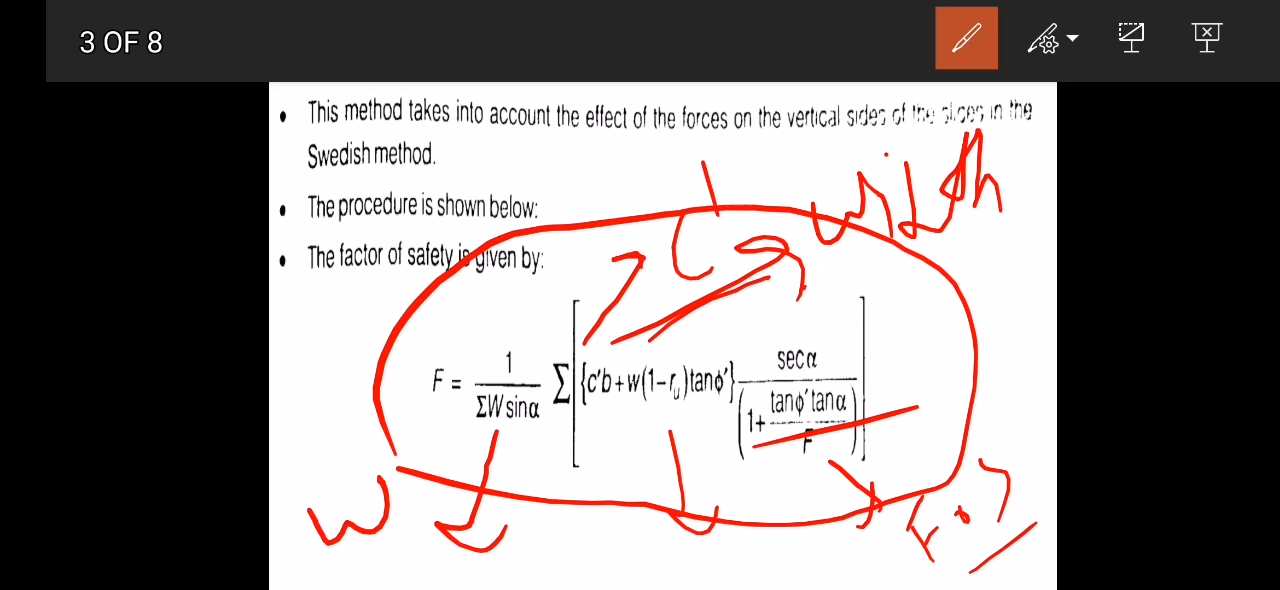 3 OF 8
• This method takes into account the effect of the forces on the vertical sides of the slices in the
Swedish method.
• The procedure is shown below:
• The factor of safety is given by:
width
C
F = 1/ΣW sinα Σ[{c'b + w(1-rᵤ)tanφ'} secα/(1+ tanφ' tanα/F)]
W